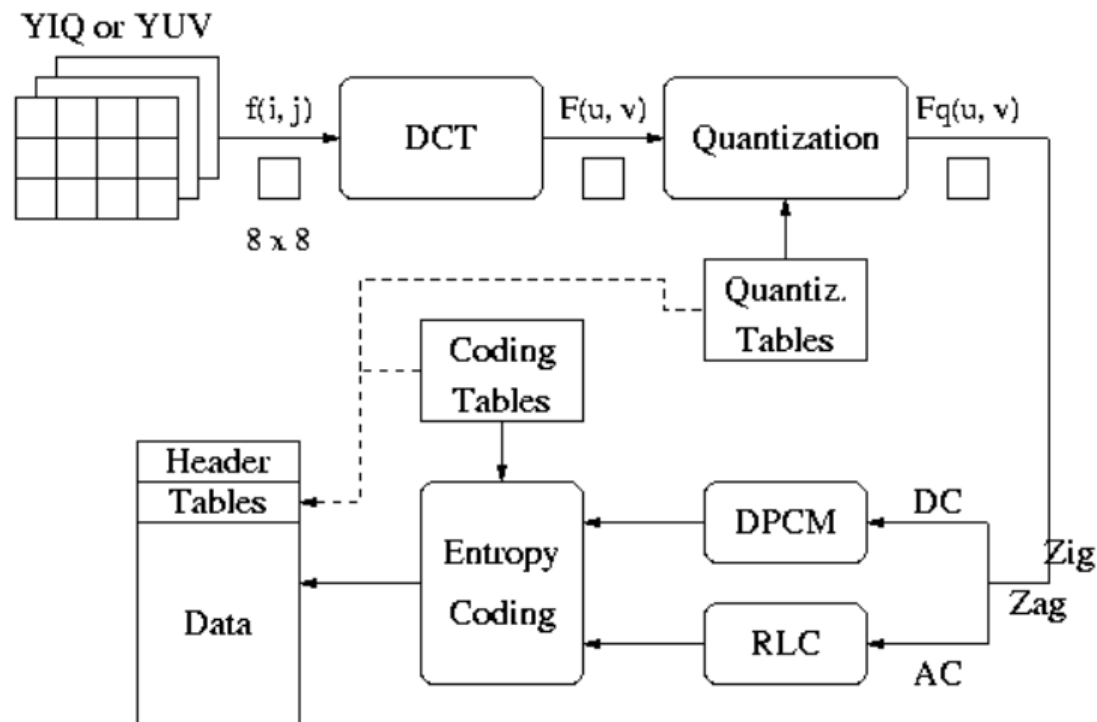 YIQ or YUV
f(i, j)
DCT
F(u, v)
Quantization
Fq(u, v)
8 x 8
Quantiz.
Tables
Coding
Tables
Header
Tables
Data
Entropy
Coding
DPCM
DC
RLC
AC
Zig
Zag